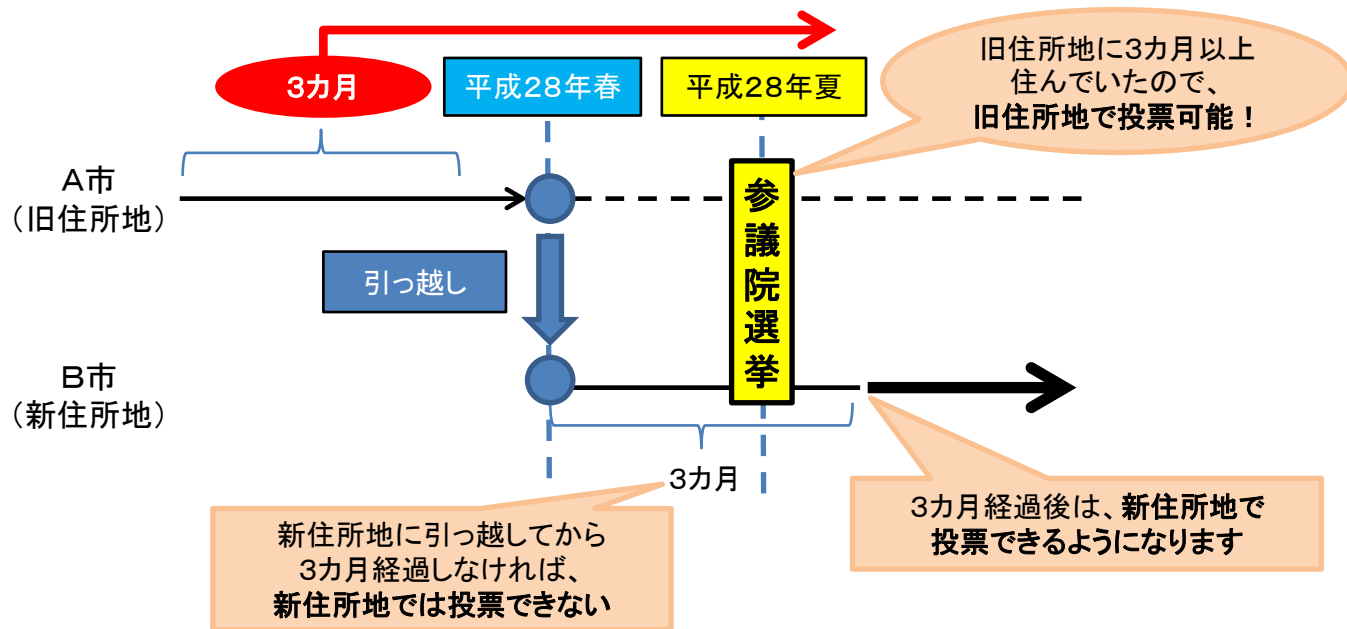 3カ月
平成28年春
平成28年夏
旧住所地に3カ月以上
住んでいたので、
旧住所地で投票可能！
A市
（旧住所地）
参議院選挙
引っ越し
B市
（新住所地）
3カ月
新住所地に引っ越してから
3カ月経過しなければ、
新住所地では投票できない
3カ月経過後は、新住所地で
投票できるようになります